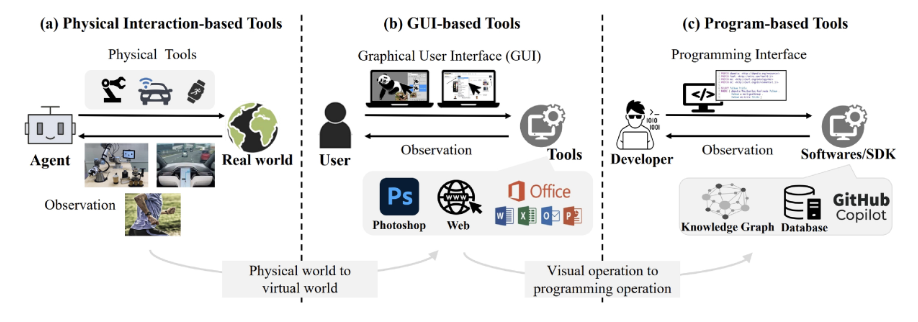 (a) Physical Interaction-based Tools
Physical Tools
Agent
Real world
Observation
Physical world to
virtual world
(b) GUI-based Tools
Graphical User Interface (GUI)
User
Observation
Tools
Ps
Photoshop
WWW
Web
Office
W X O P
Visual operation to
programming operation
(c) Program-based Tools
Programming Interface
</>
Developer
Observation
Softwares/SDK
Knowledge Graph
Database
GitHub
Copilot